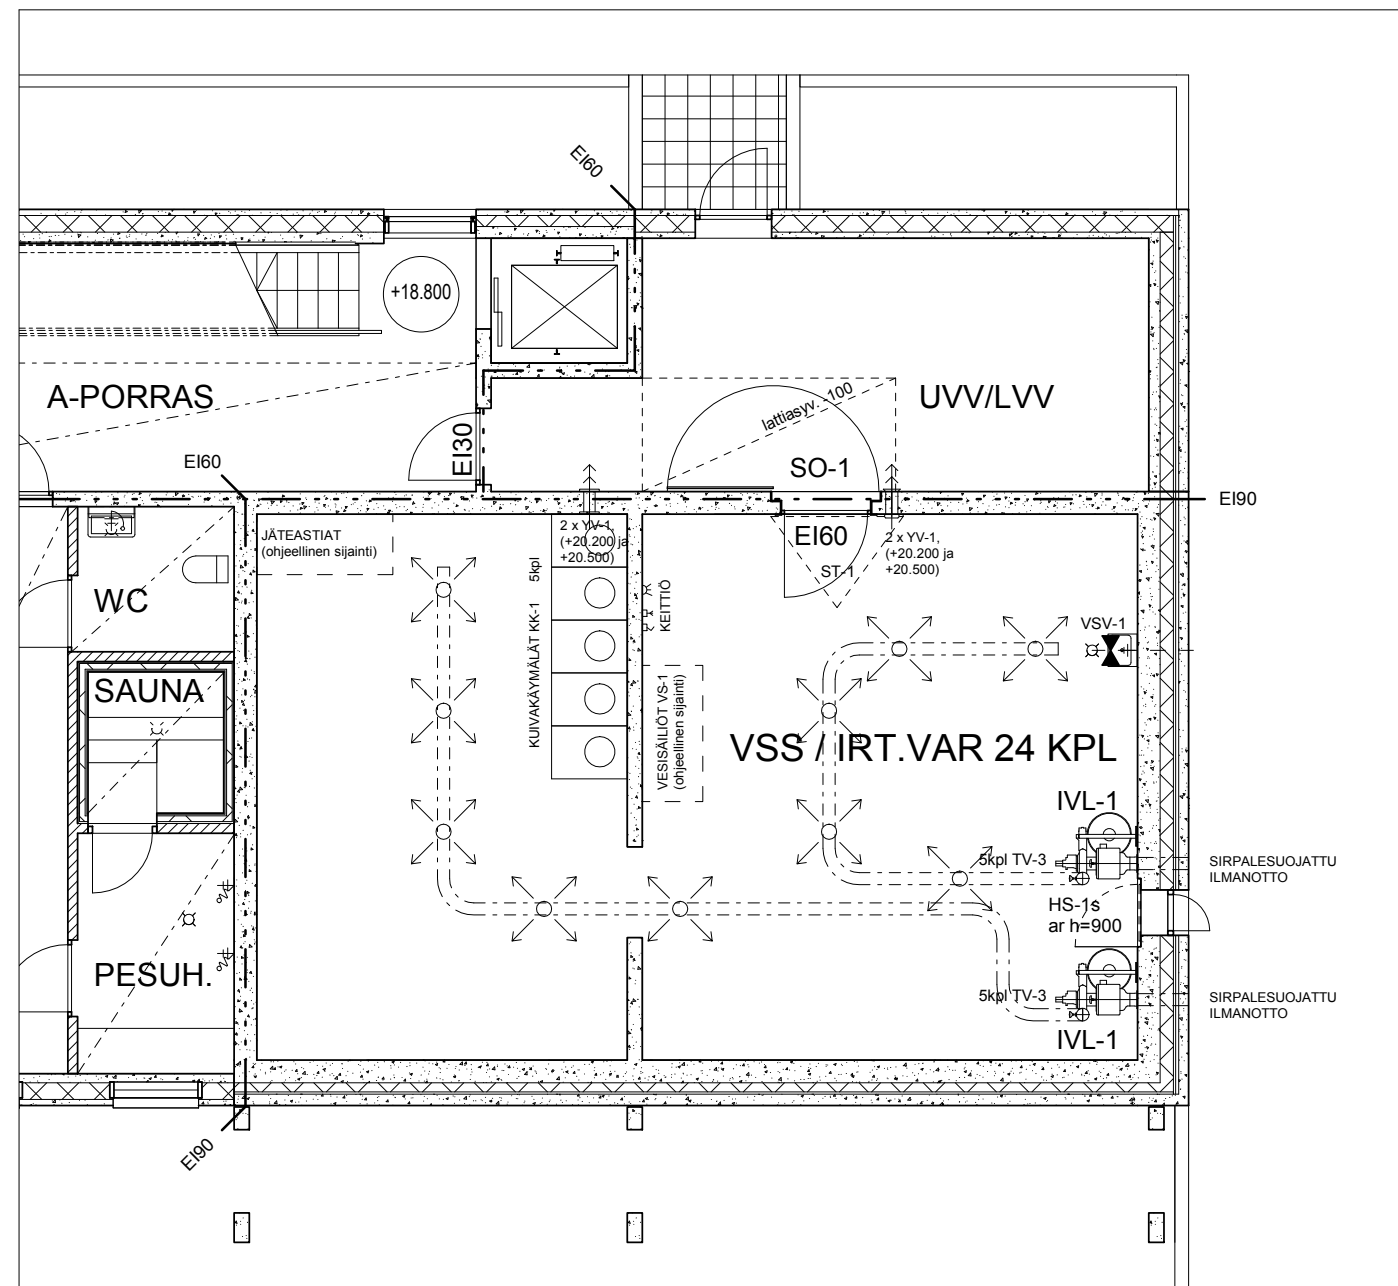 EI60
+18.800
A-PORRAS
lattiasyv. -100
UVV/LVV
EI30
EI60
SO-1
EI90
JÄTEASTIAT
(ohjeellinen sijainti)
2 x YV-1,
(+20.200 ja
+20.500)
EI60
ST-1
2 x YV-1,
(+20.200 ja
+20.500)
KUIVAKÄYMÄLÄT KK-1 5kpl
KEITTIÖ
WC
VSV-1
SAUNA
VESISÄILIÖT VS-1
(ohjeellinen sijainti)
VSS / IRT.VAR 24 KPL
IVL-1
5kpl TV-3
SIRPALESUOJATTU
ILMANOTTO
HS-1s
ar h=900
PESUH.
5kpl TV-3
SIRPALESUOJATTU
ILMANOTTO
IVL-1
EI90